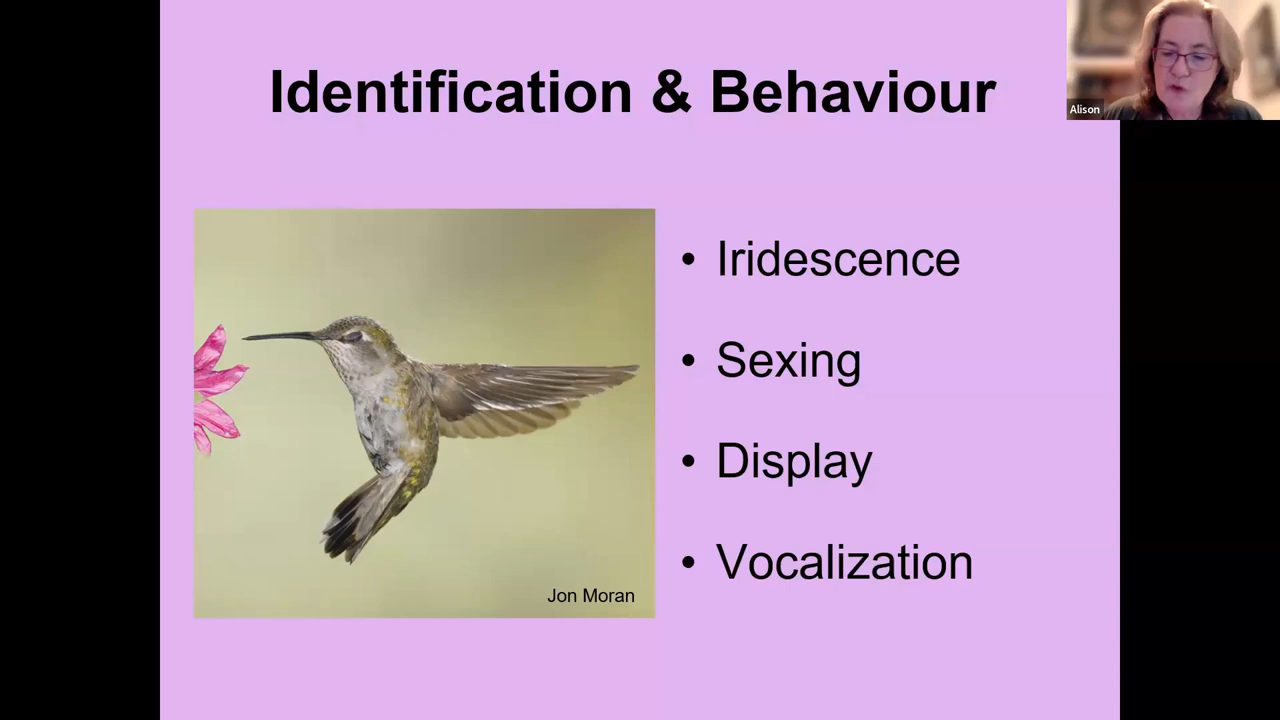 Identification & Behaviour
Alison
• Iridescence
• Sexing
• Display
• Vocalization
Jon Moran